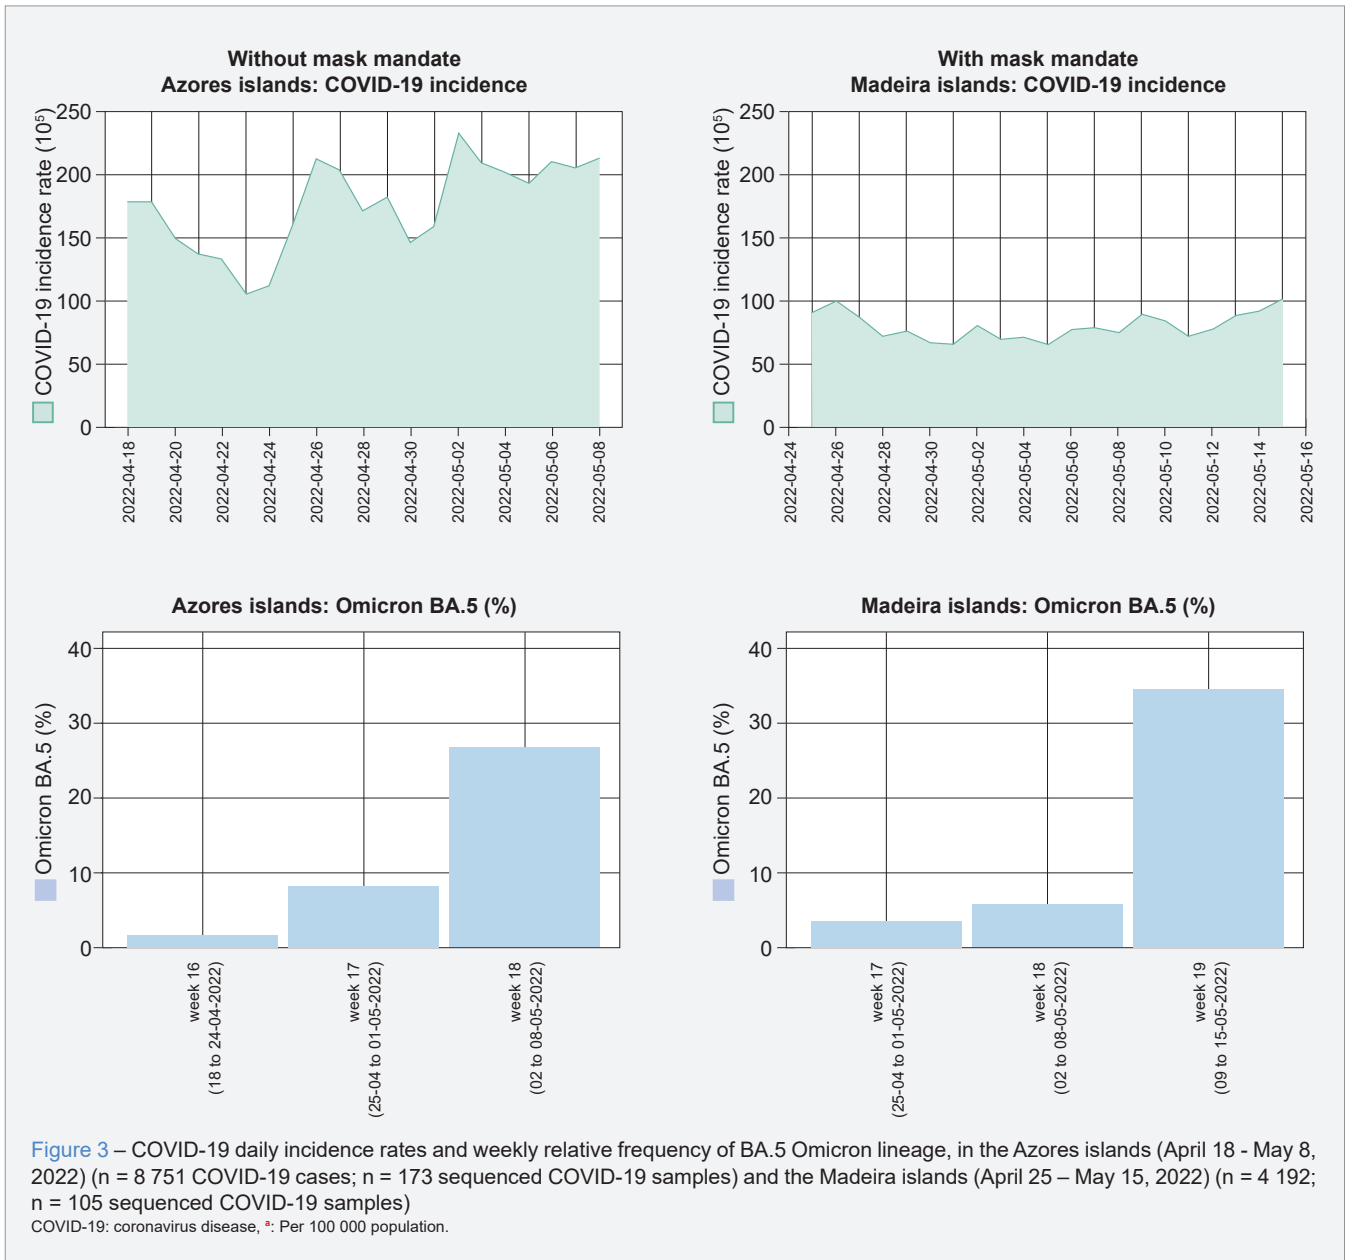 Without mask mandate
Azores islands: COVID-19 incidence
COVID-19 incidence rate (10⁵)
250
200
150
100
50
0
2022-04-18
2022-04-20
2022-04-22
2022-04-24
2022-04-26
2022-04-28
2022-04-30
2022-05-02
2022-05-04
2022-05-06
2022-05-08
With mask mandate
Madeira islands: COVID-19 incidence
COVID-19 incidence rate (10⁵)
250
200
150
100
50
0
2022-04-24
2022-04-26
2022-04-28
2022-04-30
2022-05-02
2022-05-04
2022-05-06
2022-05-08
2022-05-10
2022-05-12
2022-05-14
2022-05-16
Azores islands: Omicron BA.5 (%)
Omicron BA.5 (%)
40
30
20
10
0
week 16
(18 to 24-04-2022)
week 17
(25-04 to 01-05-2022)
week 18
(02 to 08-05-2022)
Madeira islands: Omicron BA.5 (%)
Omicron BA.5 (%)
40
30
20
10
0
week 17
(25-04 to 01-05-2022)
week 18
(02 to 08-05-2022)
week 19
(09 to 15-05-2022)
Figure 3 – COVID-19 daily incidence rates and weekly relative frequency of BA.5 Omicron lineage, in the Azores islands (April 18 - May 8,
2022) (n = 8 751 COVID-19 cases; n = 173 sequenced COVID-19 samples) and the Madeira islands (April 25 – May 15, 2022) (n = 4 192;
n = 105 sequenced COVID-19 samples)
COVID-19: coronavirus disease, ª: Per 100 000 population.